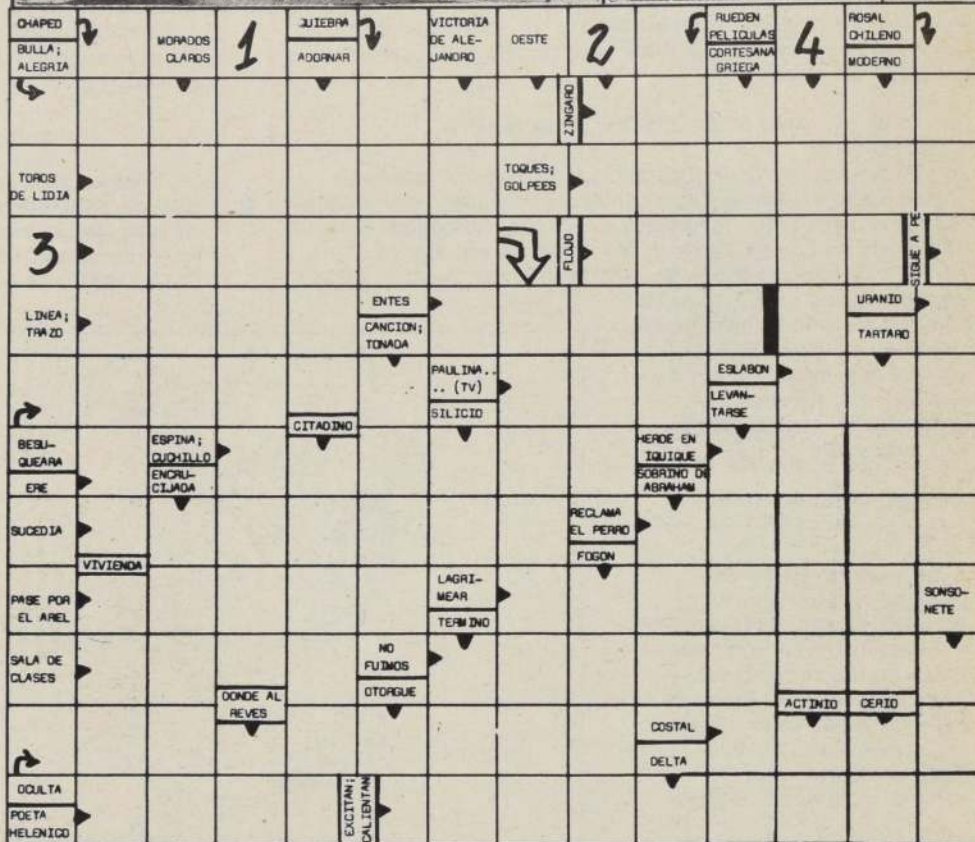 CHAPEO
BULLA;
ALEGRIA
MORADOS
CLAROS
1
QUIEBRA
ADORNAR
VICTORIA
DE ALE-
JANDRO
OESTE
2
RUEDEN
PELICULAS
CORTESANA
GRIEGA
4
ROSAL
CHILENO
MODERNO
ZINGARO
TOROS
DE LIDIA
TOQUES;
GOLPEES
3
FLOJO
SIGUE A PE
LINEA;
TRAZO
ENTES
CANCION;
TONADA
URANIO
TARTARO
PAULINA..
.. (TV)
SILICIO
ESLABON
LEVAN-
TARSE
BESU-
QUEARA
ERE
ESPINA;
CUCHILLO
ENCRU-
CIJADA
CITADINO
HEROE EN
IQUIQUE
SOBRINO DE
ABRAHAM
SUCEDIA
RECLAMA
EL PERRO
FOGON
VIVIENDA
PASE POR
EL AREL
LAGRI-
MEAR
TERMINO
SONSO-
NETE
SALA DE
CLASES
NO
FUIMOS
OTORGUE
DONDE AL
REVES
ACTINIO
CERIO
COSTAL
DELTA
OCULTA
POETA
HELENICO
EXCITAN;
CALIENTAN